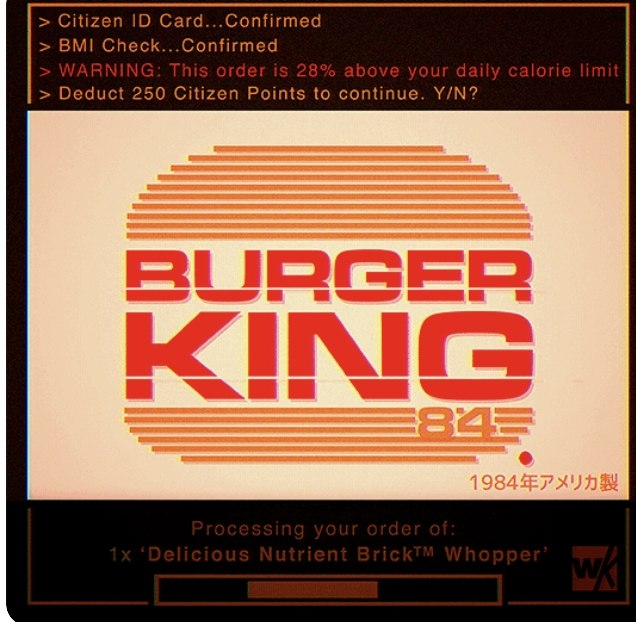 > Citizen ID Card...Confirmed
> BMI Check...Confirmed
> WARNING: This order is 28% above your daily calorie limit
> Deduct 250 Citizen Points to continue. Y/N?
BURGER
KING
84
1984年アメリカ製
Processing your order of:
1x ‘Delicious Nutrient Brick™ Whopper’
WK